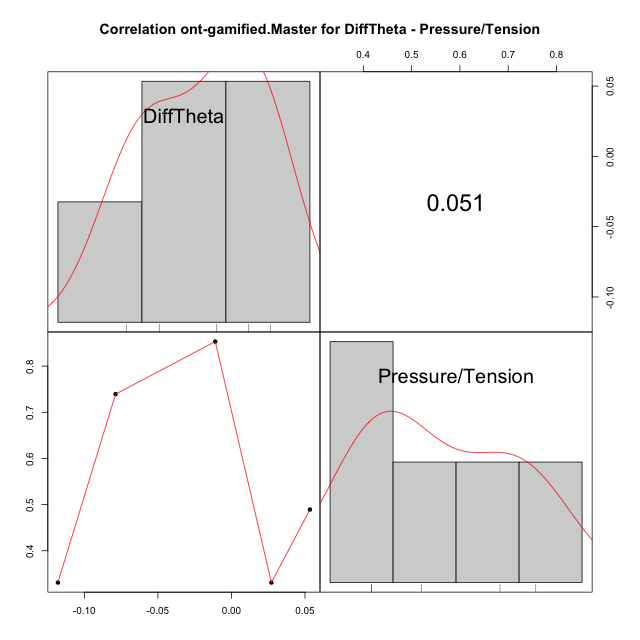 Correlation ont-gamified.Master for DiffTheta - Pressure/Tension
0.4 0.5 0.6 0.7 0.8
DiffTheta
0.051
0.05
0.00
-0.05
-0.10
Pressure/Tension
0.8
0.7
0.6
0.5
0.4
-0.10 -0.05 0.00 0.05